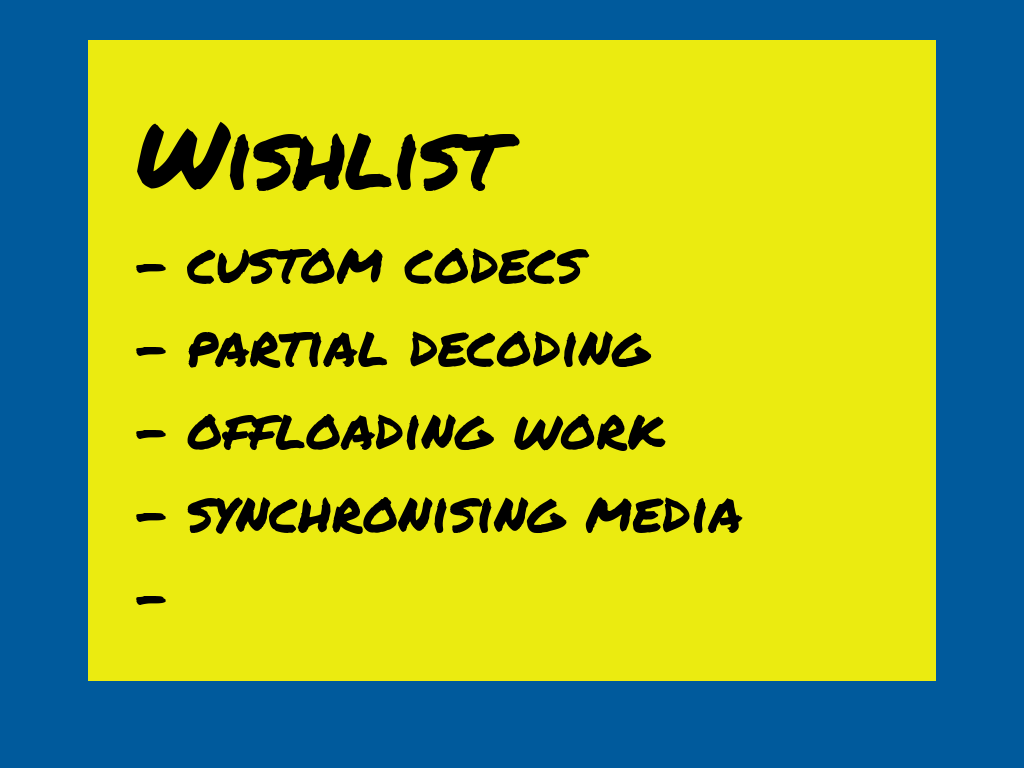 Wishlist
- custom codecs
- partial decoding
- offloading work
- synchronising media
-